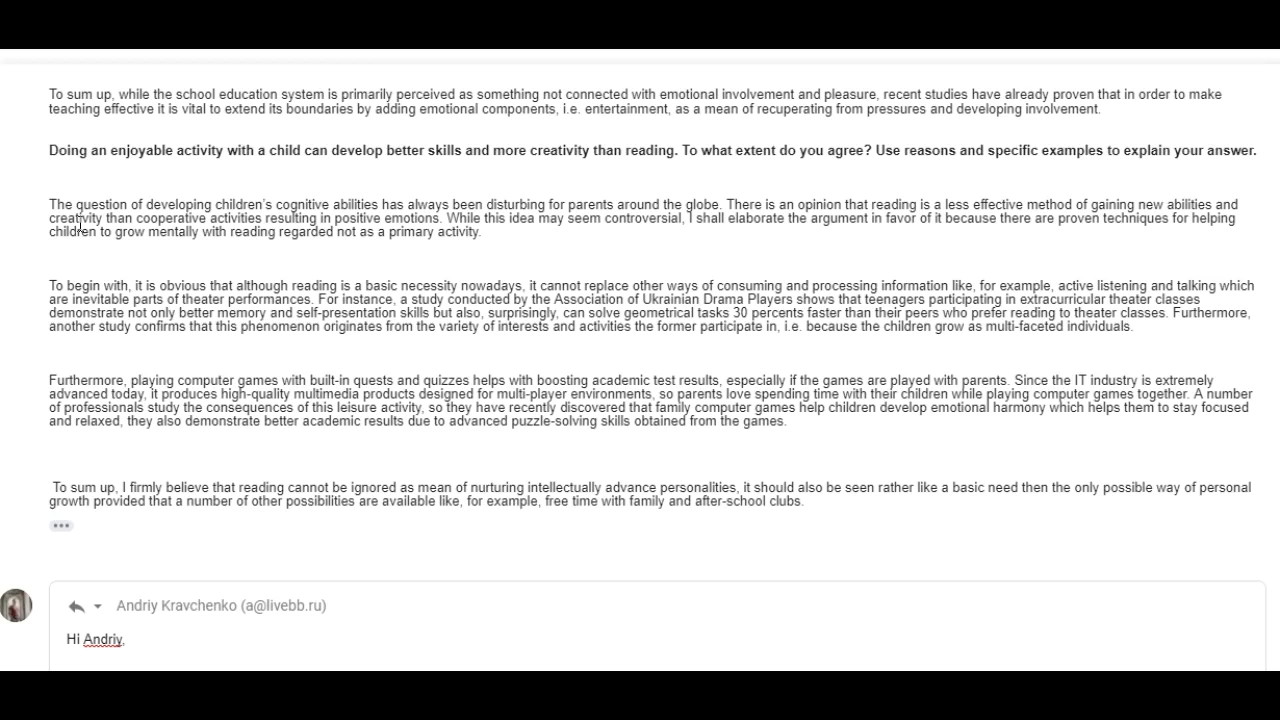 To sum up, while the school education system is primarily perceived as something not connected with emotional involvement and pleasure, recent studies have already proven that in order to make
teaching effective it is vital to extend its boundaries by adding emotional components, i.e. entertainment, as a mean of recuperating from pressures and developing involvement.
Doing an enjoyable activity with a child can develop better skills and more creativity than reading. To what extent do you agree? Use reasons and specific examples to explain your answer.
The question of developing children's cognitive abilities has always been disturbing for parents around the globe. There is an opinion that reading is a less effective method of gaining new abilities and
creativity than cooperative activities resulting in positive emotions. While this idea may seem controversial, I shall elaborate the argument in favor of it because there are proven techniques for helping
children to grow mentally with reading regarded not as a primary activity.
To begin with, it is obvious that although reading is a basic necessity nowadays, it cannot replace other ways of consuming and processing information like, for example, active listening and talking which
are inevitable parts of theater performances. For instance, a study conducted by the Association of Ukrainian Drama Players shows that teenagers participating in extracurricular theater classes
demonstrate not only better memory and self-presentation skills but also, surprisingly, can solve geometrical tasks 30 percents faster than their peers who prefer reading to theater classes. Furthermore,
another study confirms that this phenomenon originates from the variety of interests and activities the former participate in, i.e. because the children grow as multi-faceted individuals.
Furthermore, playing computer games with built-in quests and quizzes helps with boosting academic test results, especially if the games are played with parents. Since the IT industry is extremely
advanced today, it produces high-quality multimedia products designed for multi-player environments, so parents love spending time with their children while playing computer games together. A number
of professionals study the consequences of this leisure activity, so they have recently discovered that family computer games help children develop emotional harmony which helps them to stay focused
and relaxed, they also demonstrate better academic results due to advanced puzzle-solving skills obtained from the games.
To sum up, I firmly believe that reading cannot be ignored as mean of nurturing intellectually advance personalities, it should also be seen rather like a basic need then the only possible way of personal
growth provided that a number of other possibilities are available like, for example, free time with family and after-school clubs.
Andriy Kravchenko (a@livebb.ru)
Hi Andriy,